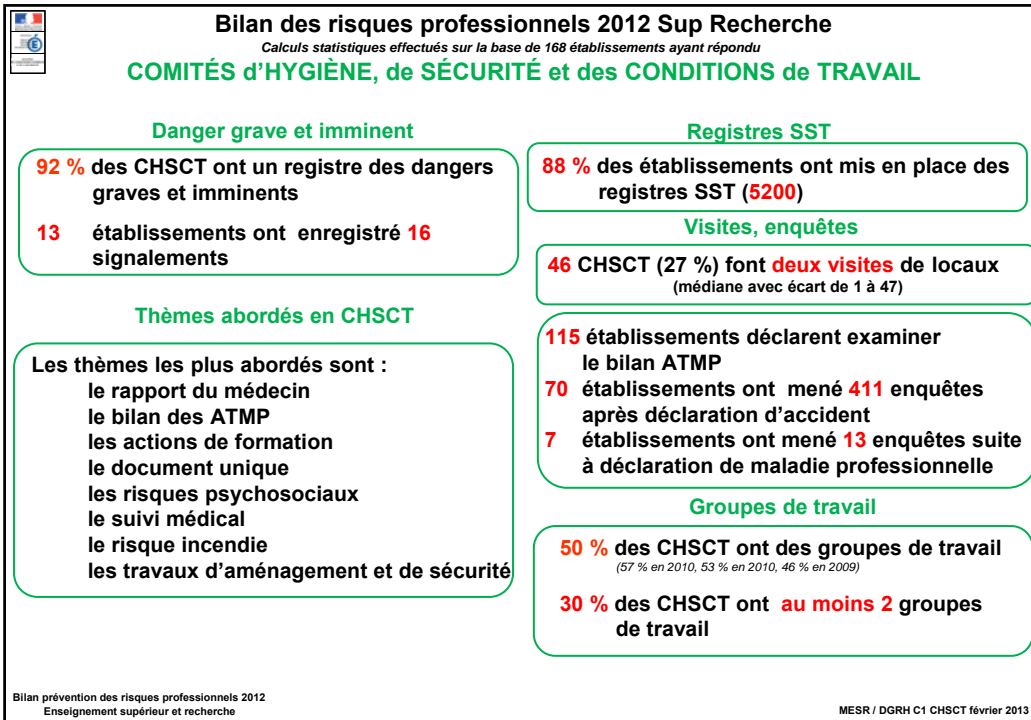 Bilan des risques professionnels 2012 Sup Recherche
Calculs statistiques effectués sur la base de 168 établissements ayant répondu
COMITÉS d'HYGIÈNE, de SÉCURITÉ et des CONDITIONS de TRAVAIL
Danger grave et imminent
92 % des CHSCT ont un registre des dangers
graves et imminents
13 établissements ont enregistré 16
signalements
Thèmes abordés en CHSCT
Les thèmes les plus abordés sont :
le rapport du médecin
le bilan des ATMP
les actions de formation
le document unique
les risques psychosociaux
le suivi médical
le risque incendie
les travaux d'aménagement et de sécurité
Registres SST
88 % des établissements ont mis en place des
registres SST (5200)
Visites, enquêtes
46 CHSCT (27 %) font deux visites de locaux
(médiane avec écart de 1 à 47)
115 établissements déclarent examiner
le bilan ATMP
70 établissements ont mené 411 enquêtes
après déclaration d'accident
7 établissements ont mené 13 enquêtes suite
à déclaration de maladie professionnelle
Groupes de travail
50 % des CHSCT ont des groupes de travail
(57 % en 2010, 53 % en 2010, 46 % en 2009)
30 % des CHSCT ont au moins 2 groupes
de travail
Bilan prévention des risques professionnels 2012
Enseignement supérieur et recherche
MESR / DGRH C1 CHSCT février 2013